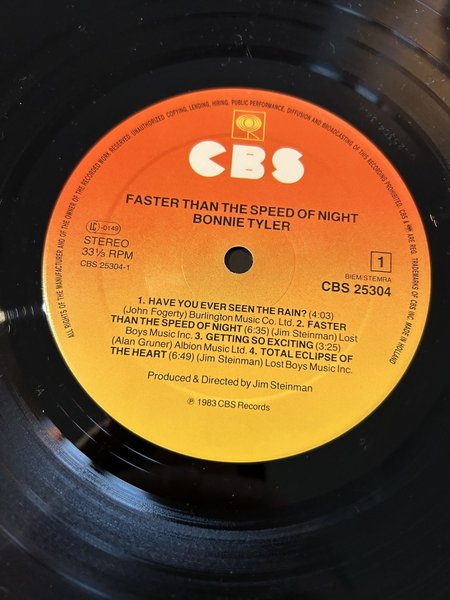 ALL RIGHTS OF THE MANUFACTURER AND OF THE OWNER OF THE RECORDED WORK RESERVED. UNAUTHORIZED COPYING, LENDING, HIRING, PUBLIC PERFORMANCE, DIFFUSION AND BROADCASTING OF THIS RECORDING PROHIBITED. CBS & ARE REG. TRADEMARKS OF CBS INC. MADE IN HOLLAND
CBS
FASTER THAN THE SPEED OF NIGHT
BONNIE TYLER
LC-0149
STEREO
33⅓ RPM
CBS 25304-1
1
BIEM/STEMRA
CBS 25304
1. HAVE YOU EVER SEEN THE RAIN? (4:03)
(John Fogerty) Burlington Music Co. Ltd. 2. FASTER
THAN THE SPEED OF NIGHT (6:35) (Jim Steinman) Lost
Boys Music Inc. 3. GETTING SO EXCITING (3:25)
(Alan Gruner) Albion Music Ltd. 4. TOTAL ECLIPSE OF
THE HEART (6:49) (Jim Steinman) Lost Boys Music Inc.
Produced & Directed by Jim Steinman
℗ 1983 CBS Records